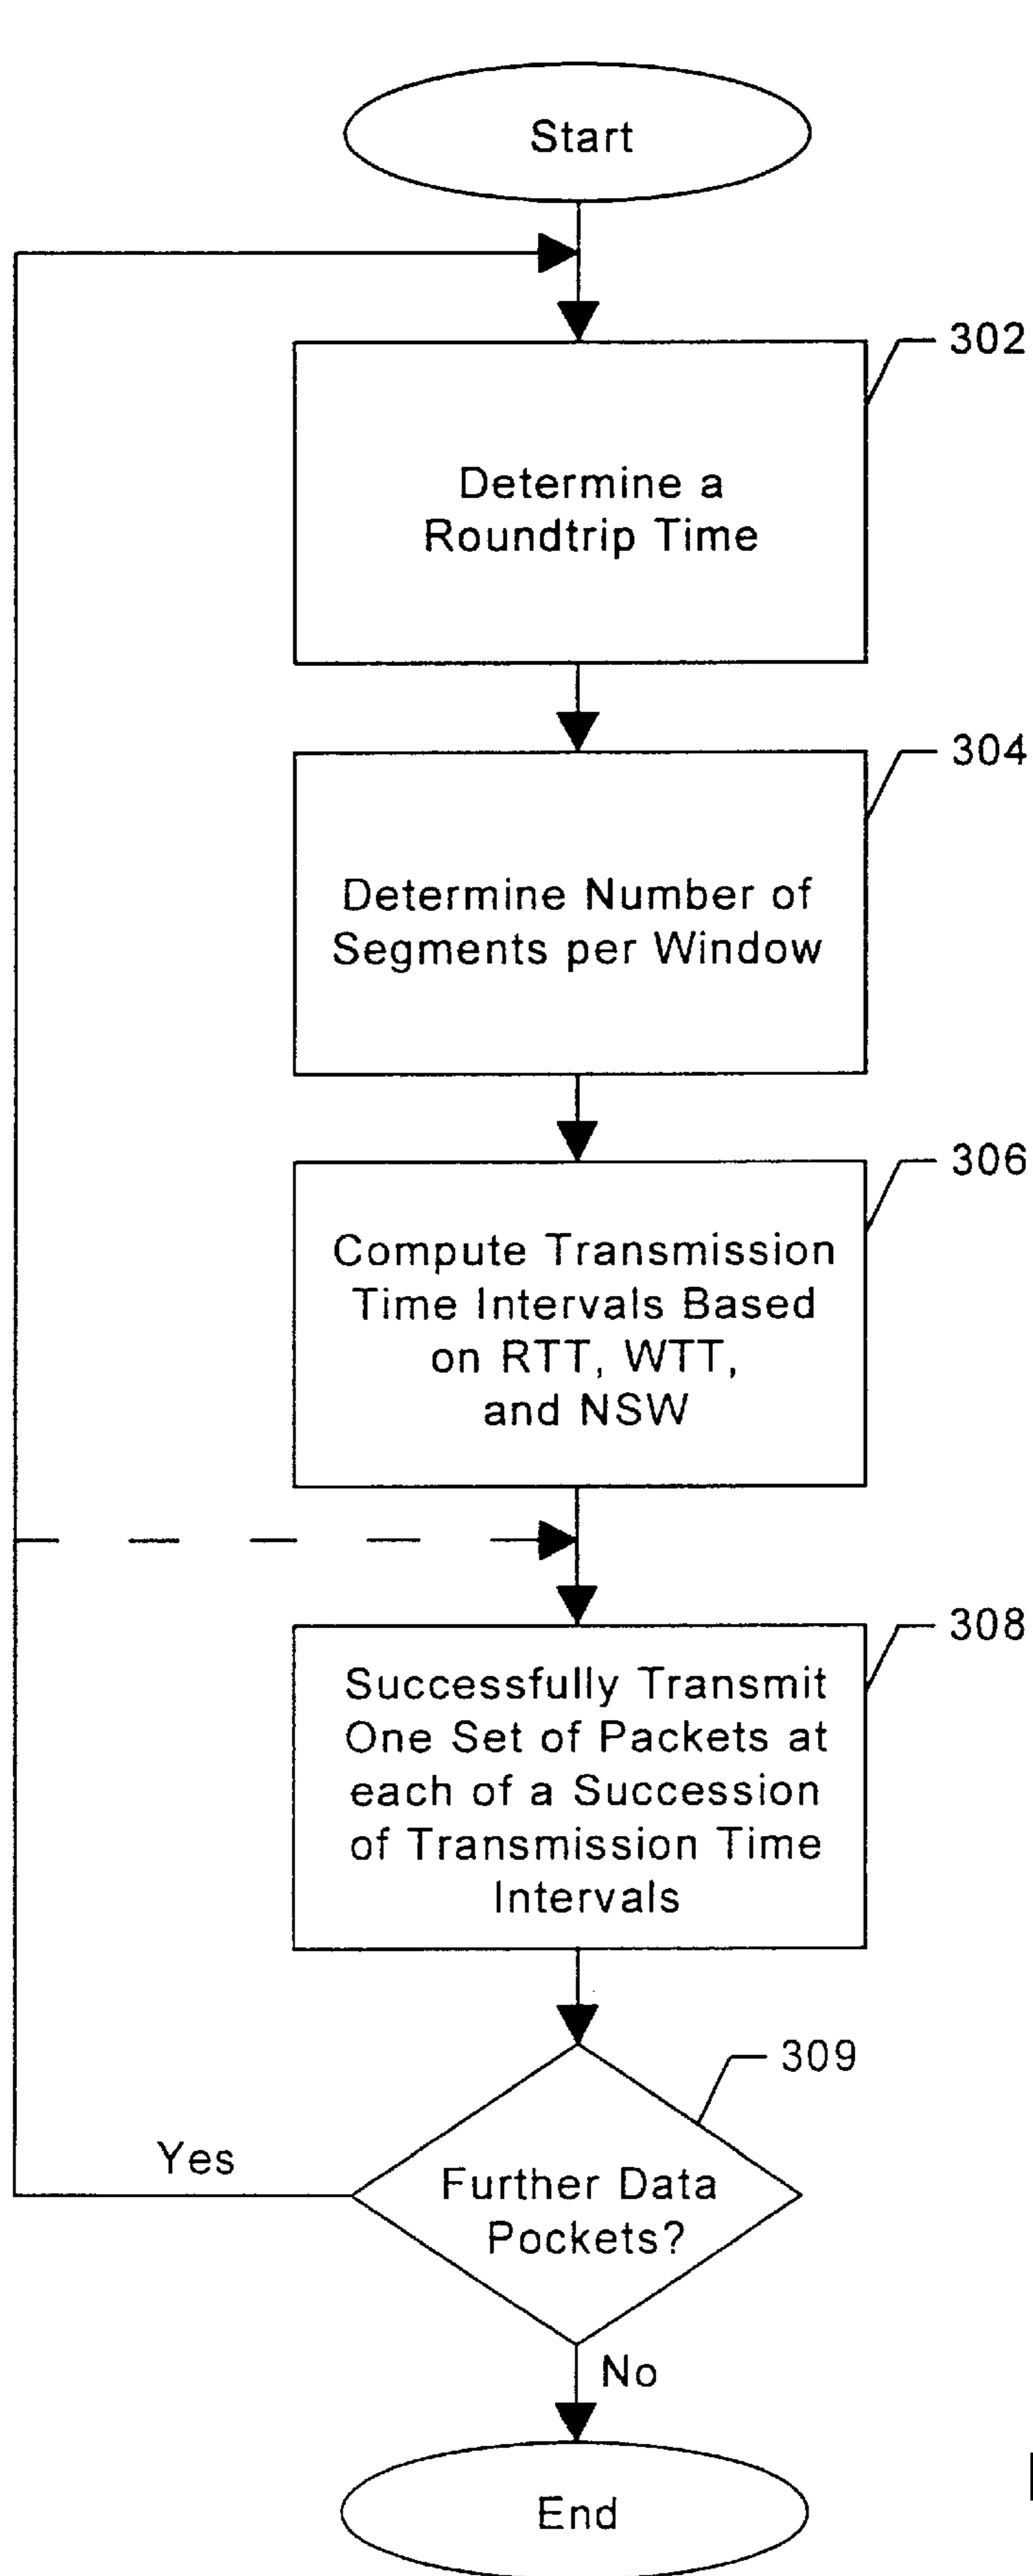 Start
302
Determine a
Roundtrip Time
304
Determine Number of
Segments per Window
306
Compute Transmission
Time Intervals Based
on RTT, WTT,
and NSW
308
Successfully Transmit
One Set of Packets at
each of a Succession
of Transmission Time
Intervals
309
Yes
Further Data
Pockets?
No
End